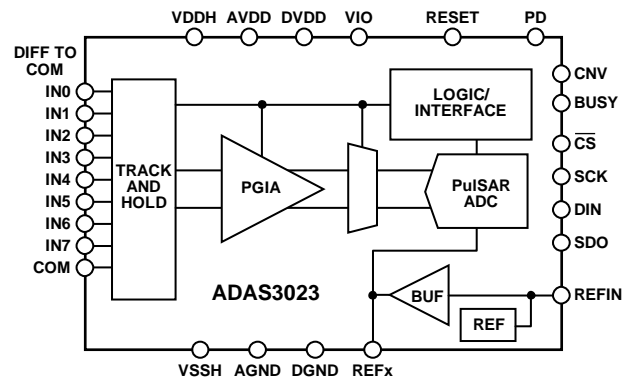 VDDH AVDD DVDD VIO RESET PD
DIFF TO
COM
IN0
IN1
IN2
IN3
IN4
IN5
IN6
IN7
COM
TRACK
AND
HOLD
PGIA
LOGIC/
INTERFACE
PulSAR
ADC
BUF
REF
ADAS3023
CNV
BUSY
CS
SCK
DIN
SDO
REFIN
VSSH AGND DGND REFx